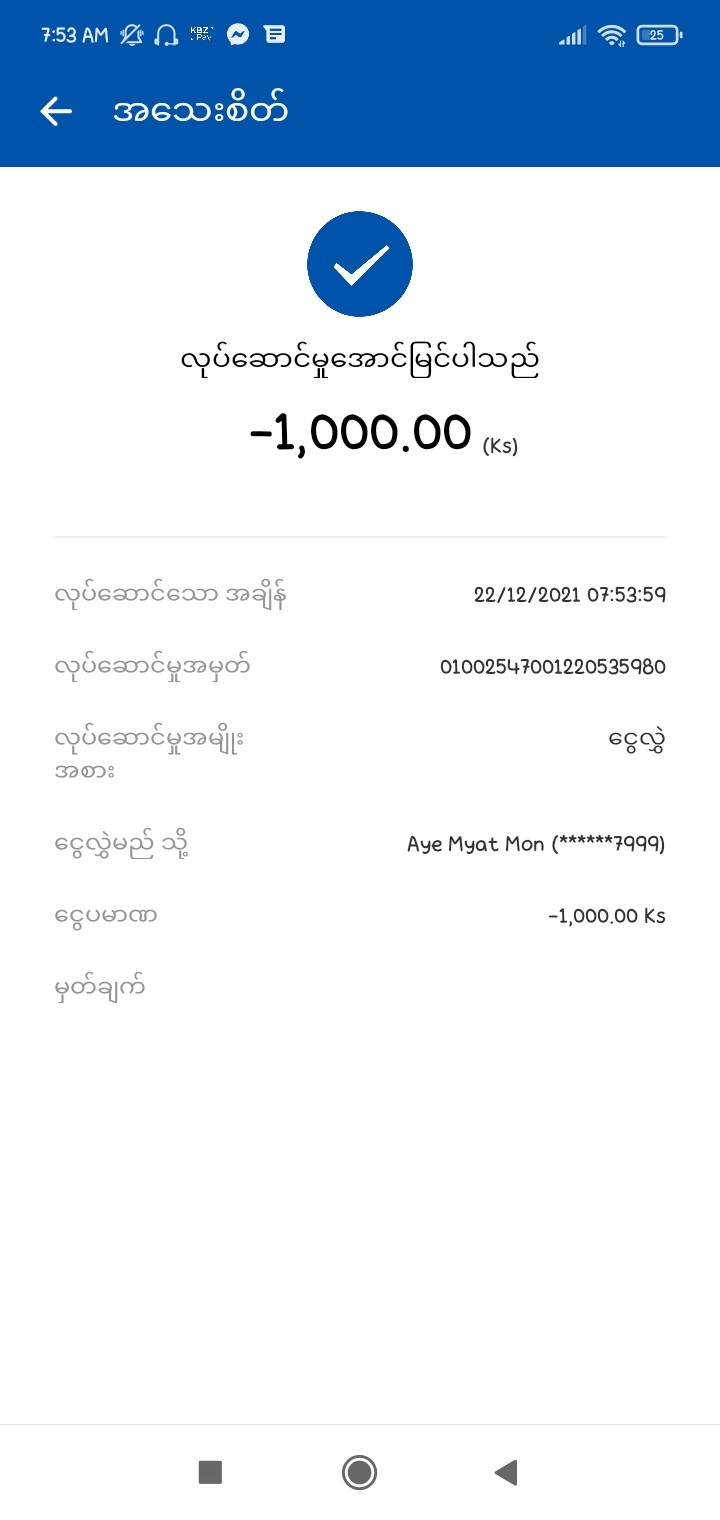 7:53 AM KBZ Pay 25
အသေးစိတ်
လုပ်ဆောင်မှုအောင်မြင်ပါသည်
-1,000.00 (Ks)
လုပ်ဆောင်သော အချိန် 22/12/2021 07:53:59
လုပ်ဆောင်မှုအမှတ် 01002547001220535980
လုပ်ဆောင်မှုအမျိုး ငွေလွှဲ
အစား
ငွေလွှဲမည် သို့ Aye Myat Mon (******7999)
ငွေပမာဏ -1,000.00 Ks
မှတ်ချက်